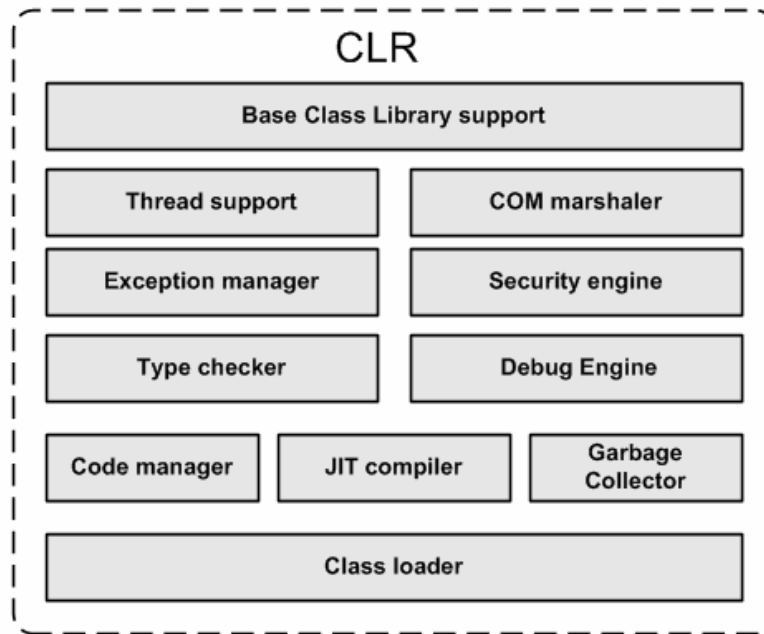 CLR
Base Class Library support
Thread support
COM marshaler
Exception manager
Security engine
Type checker
Debug Engine
Code manager
JIT compiler
Garbage
Collector
Class loader